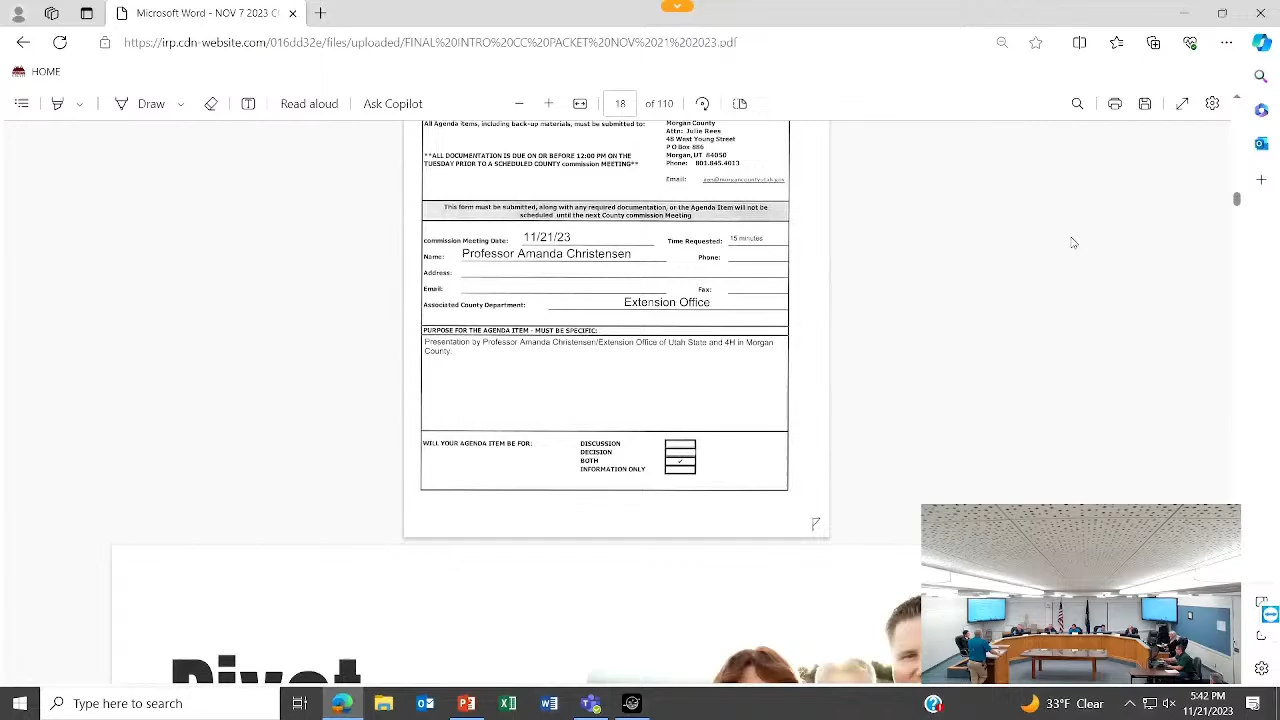 Microsoft Word - NOV 7 2023 C
https://irp.cdn-website.com/016dd32e/files/uploaded/FINAL%20INTRO%20CC%20PACKET%20NOV%2021%202023.pdf
HOME
Draw
Read aloud
Ask Copilot
18 of 110
All Agenda items, including back-up materials, must be submitted to:
Morgan County
Attn: Julie Rees
48 West Young Street
P O Box 886
Morgan, UT 84050
Phone: 801.845.4013
**ALL DOCUMENTATION IS DUE ON OR BEFORE 12:00 PM ON THE
TUESDAY PRIOR TO A SCHEDULED COUNTY commission MEETING**
Email:
This form must be submitted, along with any required documentation, or the Agenda Item will not be
scheduled until the next County commission Meeting
commission Meeting Date: 11/21/23 Time Requested: 15 minutes
Name: Professor Amanda Christensen Phone:
Address:
Email: Fax:
Associated County Department: Extension Office
PURPOSE FOR THE AGENDA ITEM - MUST BE SPECIFIC:
Presentation by Professor Amanda Christensen/Extension Office of Utah State and 4H in Morgan
County.
WILL YOUR AGENDA ITEM BE FOR: DISCUSSION
DECISION
BOTH ✓
INFORMATION ONLY
Pivot
Type here to search
30°F Clear
5:42 PM
11/21/2023